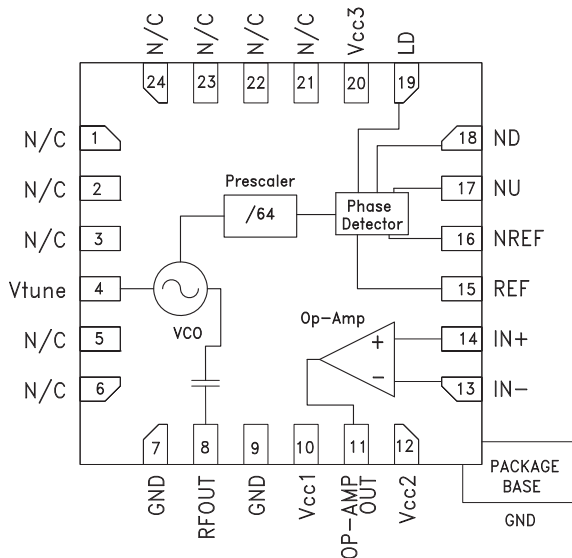 N/C
N/C
N/C
N/C
Vcc3
LD
24
23
22
21
20
19
N/C 1
N/C 2
N/C 3
Vtune 4
N/C 5
N/C 6
18 ND
17 NU
16 NREF
15 REF
14 IN+
13 IN-
Prescaler
/64
Phase
Detector
VCO
Op-Amp
+
-
7
8
9
10
11
12
GND
RFOUT
GND
Vcc1
OP-AMP
OUT
Vcc2
PACKAGE
BASE
GND